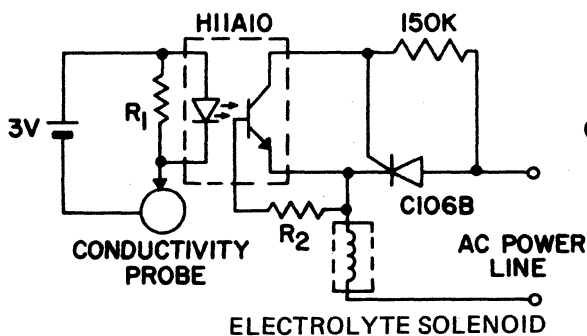 H11A10
150K
R1
3V
C106B
R2
CONDUCTIVITY
PROBE
AC POWER
LINE
ELECTROLYTE SOLENOID